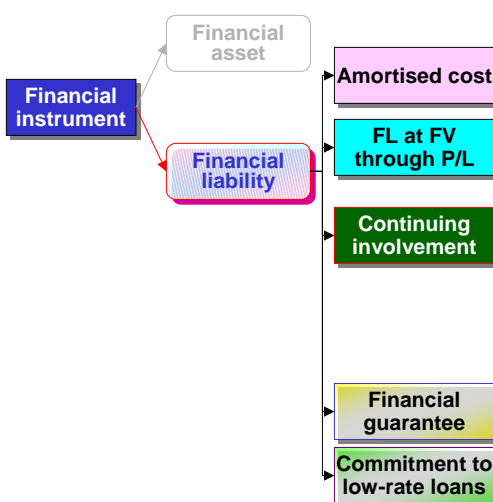 Financial
asset
Financial
instrument
Financial
liability
Amortised cost
FL at FV
through P/L
Continuing
involvement
Financial
guarantee
Commitment to
low-rate loans